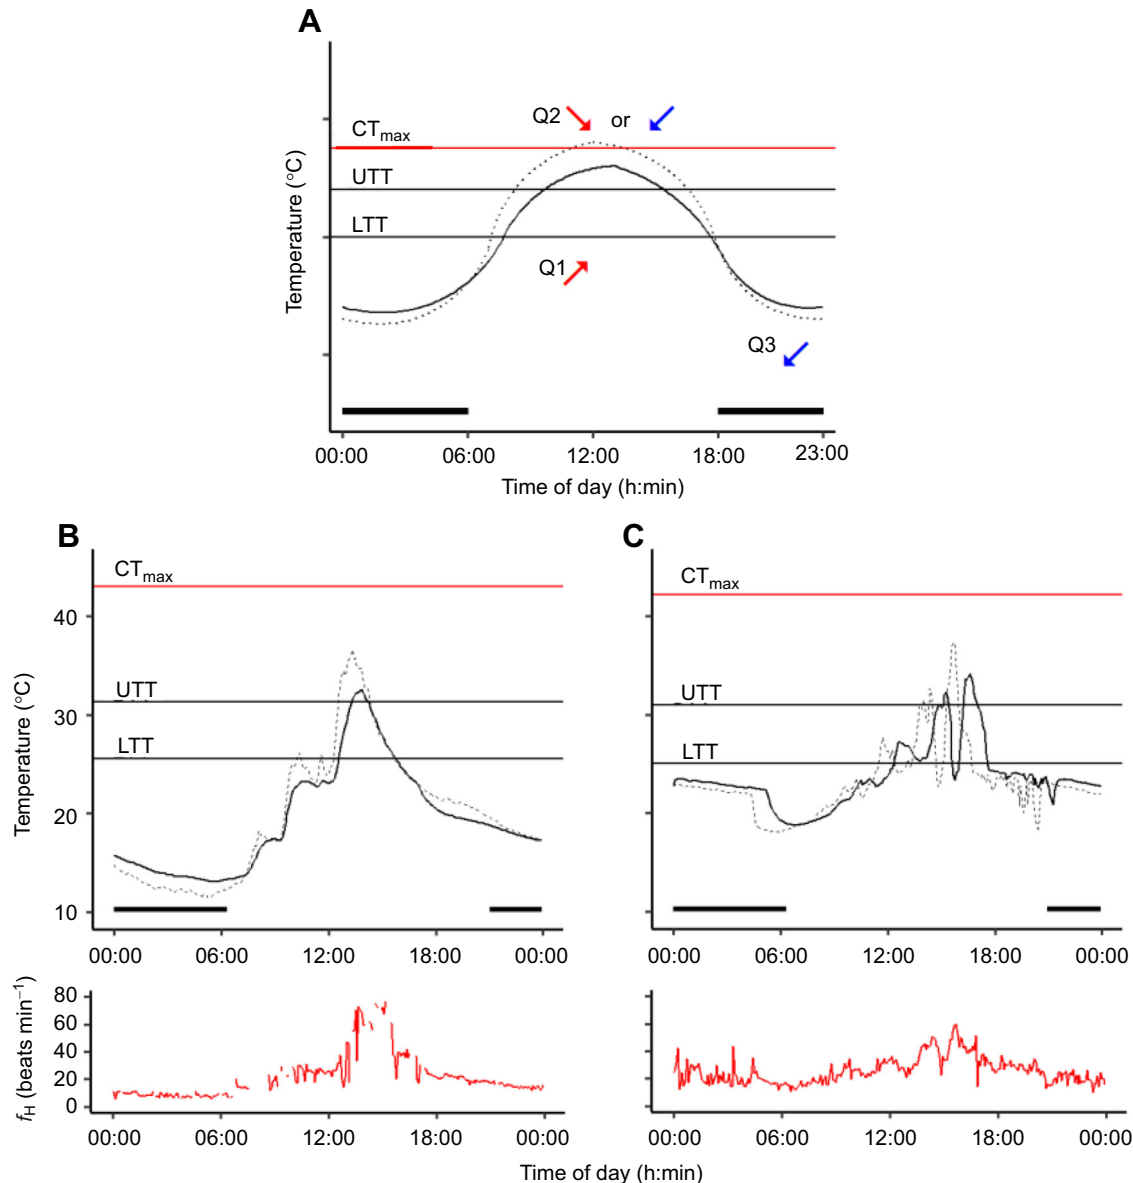 A
Temperature (°C)
CTmax
UTT
LTT
Q2
or
Q1
Q3
00:00 06:00 12:00 18:00 23:00
Time of day (h:min)
B
Temperature (°C)
CTmax
UTT
LTT
40
30
20
10
00:00 06:00 12:00 18:00 00:00
C
CTmax
UTT
LTT
00:00 06:00 12:00 18:00 00:00
fH (beats min−1)
80
60
40
20
0
00:00 06:00 12:00 18:00 00:00
00:00 06:00 12:00 18:00 00:00
Time of day (h:min)